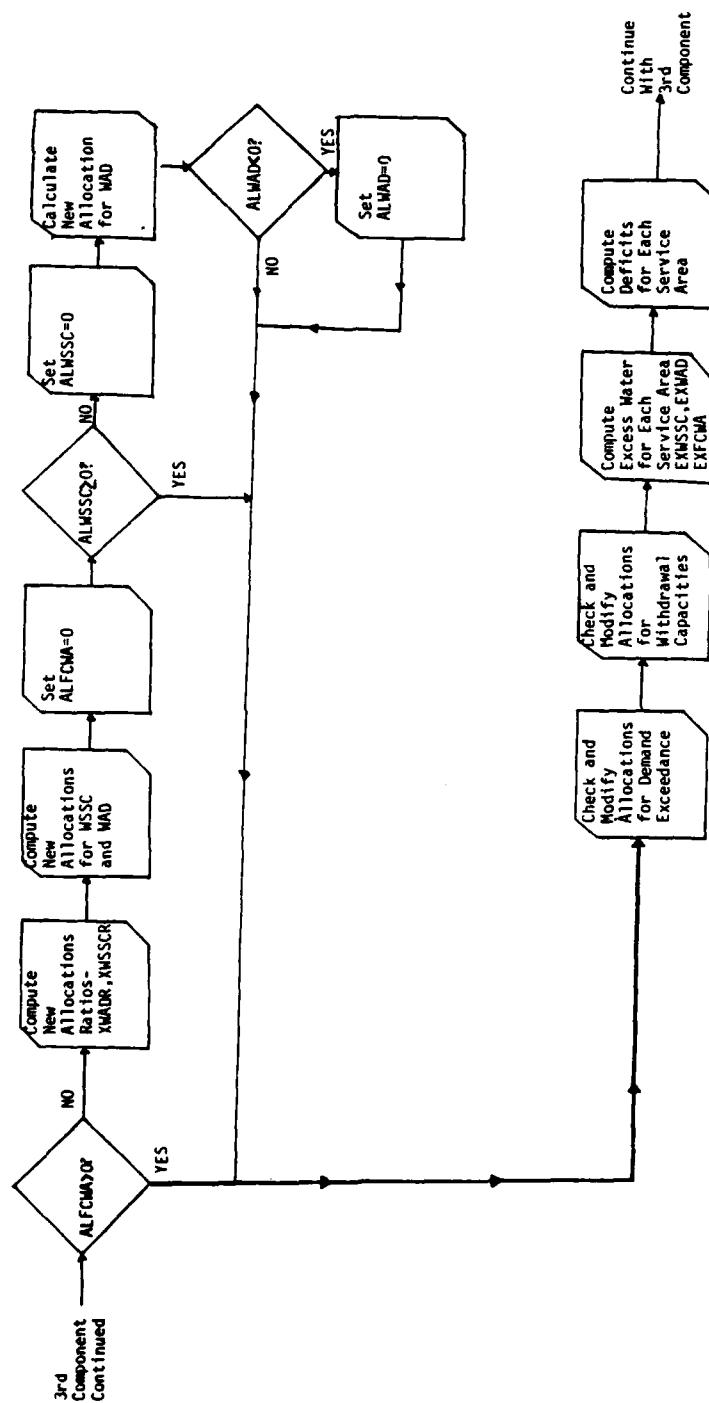 3rd
Component
Continued
ALFCWA>0?
NO
YES
Compute
New
Allocations
Ratios-
XWADR,XWSSCR
Compute
New
Allocations
for WSSC
and WAD
Set
ALFCWA=0
ALWSSC≥0?
NO
YES
Set
ALWSSC=0
Calculate
New
Allocation
for WAD
ALWAD<0?
NO
YES
Set
ALWAD=0
Check and
Modify
Allocations
for Demand
Exceedance
Check and
Modify
Allocations
for
Withdrawal
Capacities
Compute
Excess Water
for Each
Service Area
EXWSSC,EXWAD
EXFCWA
Compute
Deficits
for Each
Service
Area
Continue
With
3rd
Component